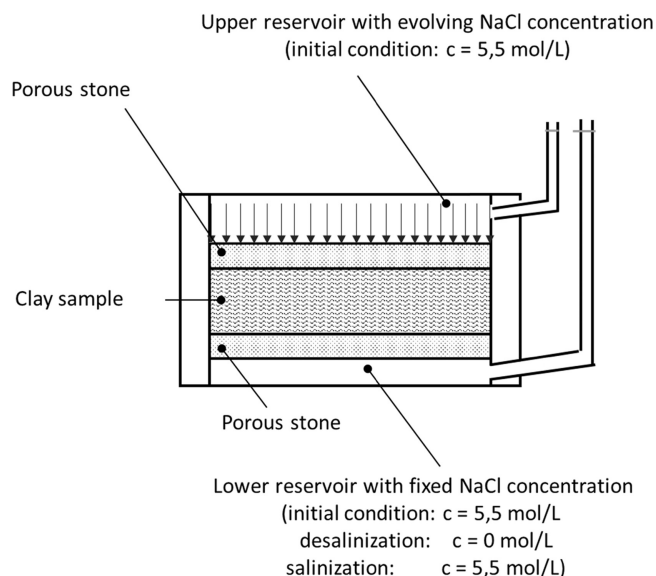 Upper reservoir with evolving NaCl concentration
(initial condition: c = 5,5 mol/L)
Porous stone
Clay sample
Porous stone
Lower reservoir with fixed NaCl concentration
(initial condition: c = 5,5 mol/L
desalinization: c = 0 mol/L
salinization: c = 5,5 mol/L)